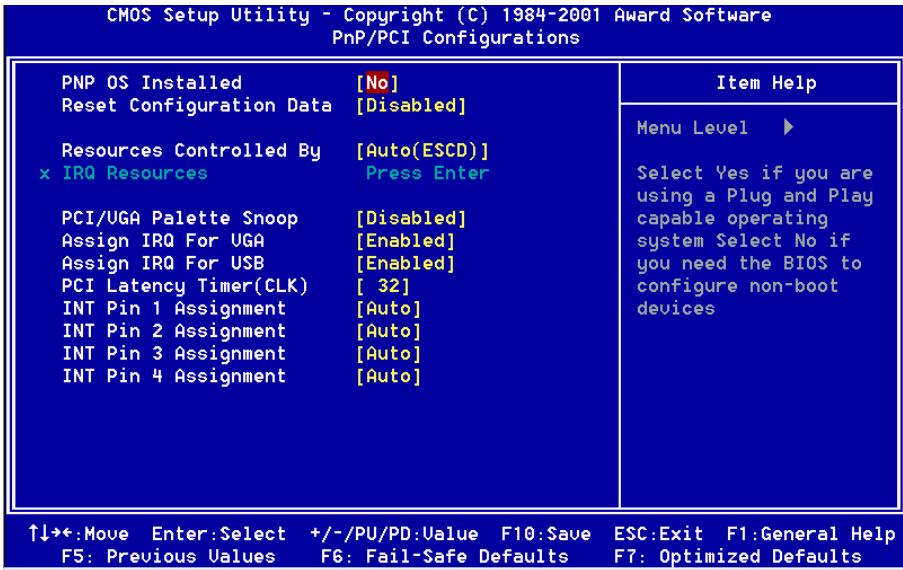 CMOS Setup Utility - Copyright (C) 1984-2001 Award Software
PnP/PCI Configurations
PNP OS Installed [No]
Reset Configuration Data [Disabled]
Resources Controlled By [Auto(ESCD)]
x IRQ Resources Press Enter
PCI/VGA Palette Snoop [Disabled]
Assign IRQ For VGA [Enabled]
Assign IRQ For USB [Enabled]
PCI Latency Timer(CLK) [ 32]
INT Pin 1 Assignment [Auto]
INT Pin 2 Assignment [Auto]
INT Pin 3 Assignment [Auto]
INT Pin 4 Assignment [Auto]
Item Help
Menu Level ▶
Select Yes if you are
using a Plug and Play
capable operating
system Select No if
you need the BIOS to
configure non-boot
devices
↑↓→←:Move Enter:Select +/-/PU/PD:Value F10:Save ESC:Exit F1:General Help
F5: Previous Values F6: Fail-Safe Defaults F7: Optimized Defaults